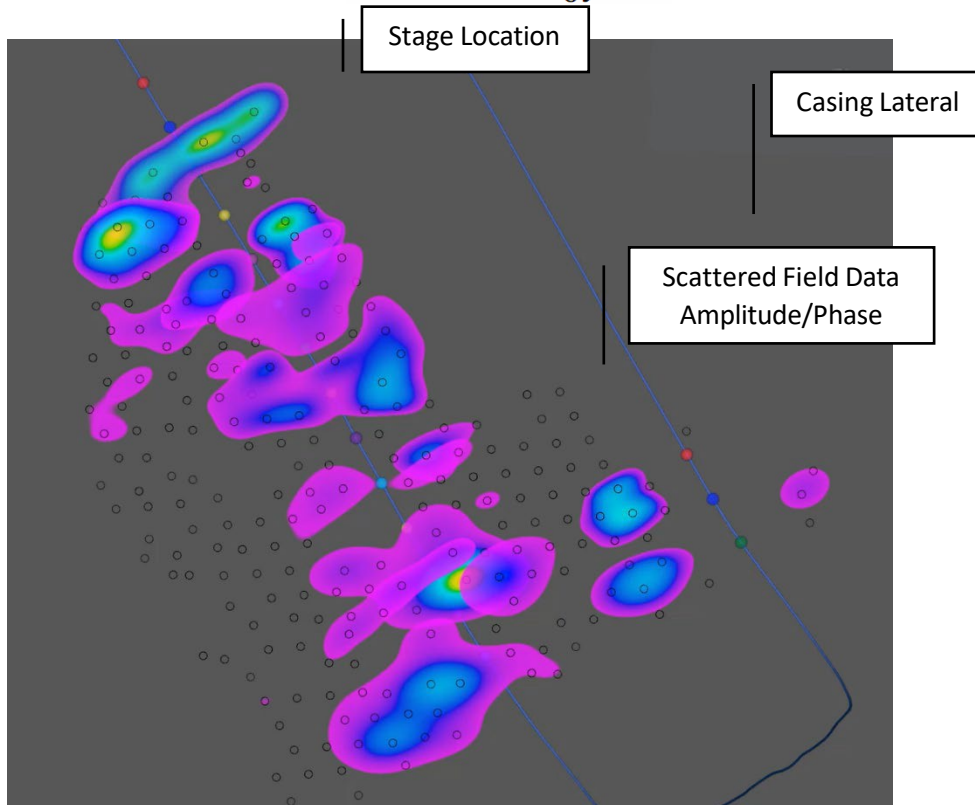 Stage Location
Casing Lateral
Scattered Field Data
Amplitude/Phase